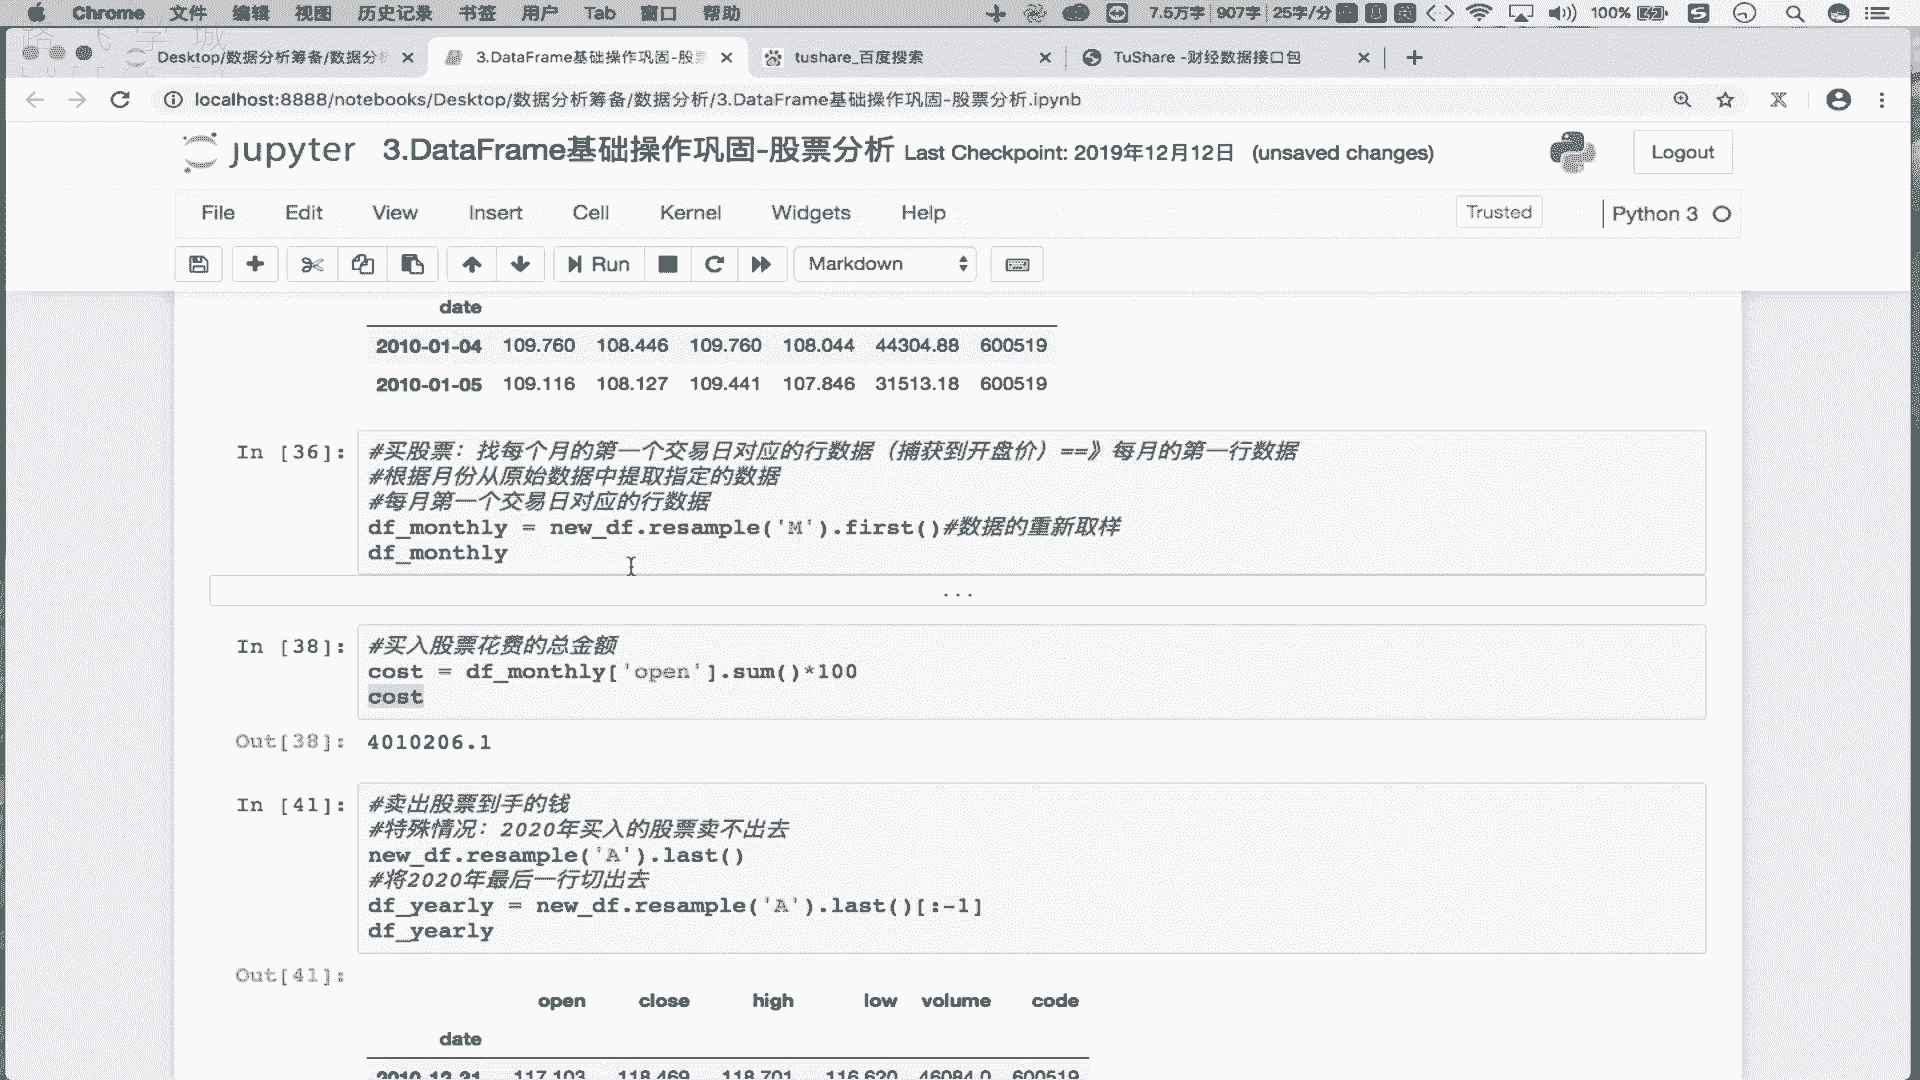 Chrome 文件 编辑 视图 历史记录 书签 用户 Tab 窗口 帮助 7.5万字 907字 25字/分 100%
Desktop/数据分析筹备/数据分析 3.DataFrame基础操作巩固-股票 tushare_百度搜索 TuShare -财经数据接口包
localhost:8888/notebooks/Desktop/数据分析筹备/数据分析/3.DataFrame基础操作巩固-股票分析.ipynb
jupyter 3.DataFrame基础操作巩固-股票分析 Last Checkpoint: 2019年12月12日 (unsaved changes) Logout
File Edit View Insert Cell Kernel Widgets Help Trusted Python 3
Run Markdown
date
2010-01-04 109.760 108.446 109.760 108.044 44304.88 600519
2010-01-05 109.116 108.127 109.441 107.846 31513.18 600519
In [36]: #买股票：找每个月的第一个交易日对应的行数据（捕获到开盘价）==》每月的第一行数据
#根据月份从原始数据中提取指定的数据
#每月第一个交易日对应的行数据
df_monthly = new_df.resample('M').first()#数据的重新取样
df_monthly
...
In [38]: #买入股票花费的总金额
cost = df_monthly['open'].sum()*100
cost
Out[38]: 4010206.1
In [41]: #卖出股票到手的钱
#特殊情况：2020年买入的股票卖不出去
new_df.resample('A').last()
#将2020年最后一行切出去
df_yearly = new_df.resample('A').last()[:-1]
df_yearly
Out[41]:
open close high low volume code
date
2010-12-31 117.103 118.469 118.701 116.620 46084.0 600519